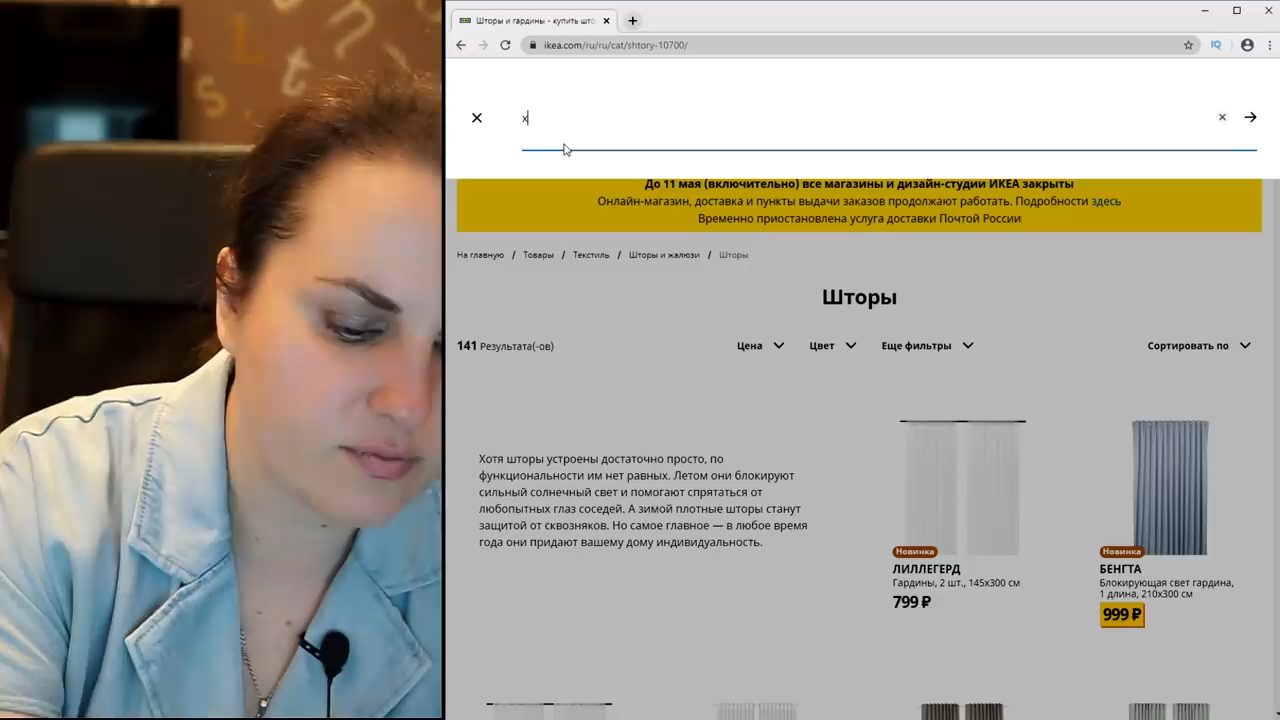 Шторы и гардины - купить што
ikea.com/ru/ru/cat/shtory-10700/
IQ
x
До 11 мая (включительно) все магазины и дизайн-студии ИКЕА закрыты
Онлайн-магазин, доставка и пункты выдачи заказов продолжают работать. Подробности здесь
Временно приостановлена услуга доставки Почтой России
На главную / Товары / Текстиль / Шторы и жалюзи / Шторы
Шторы
141 Результата(-ов)
Цена
Цвет
Еще фильтры
Сортировать по
Хотя шторы устроены достаточно просто, по
функциональности им нет равных. Летом они блокируют
сильный солнечный свет и помогают спрятаться от
любопытных глаз соседей. А зимой плотные шторы станут
защитой от сквозняков. Но самое главное — в любое время
года они придают вашему дому индивидуальность.
Новинка
ЛИЛЛЕГЕРД
Гардины, 2 шт., 145x300 см
799 ₽
Новинка
БЕНГТА
Блокирующая свет гардина,
1 длина, 210x300 см
999 ₽